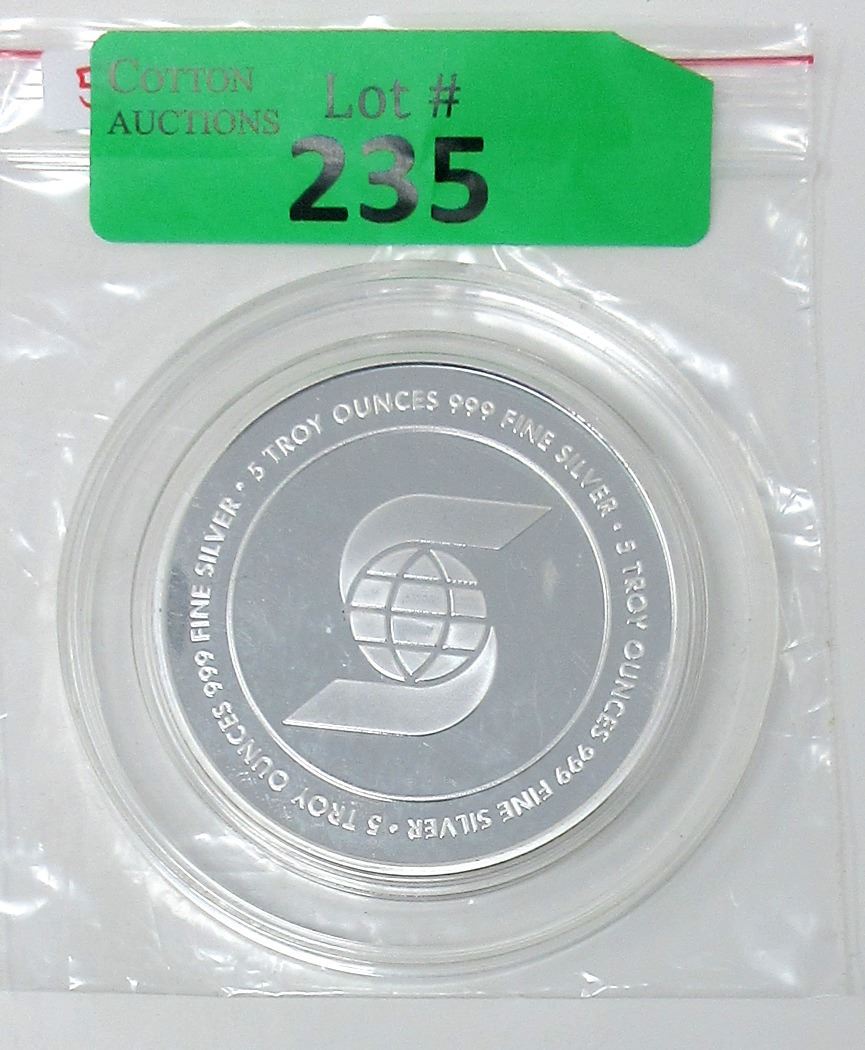 5
COTTON
AUCTIONS
Lot #
235
5 TROY OUNCES 999 FINE SILVER • 5 TROY OUNCES 999 FINE SILVER • 5 TROY OUNCES 999 FINE SILVER •